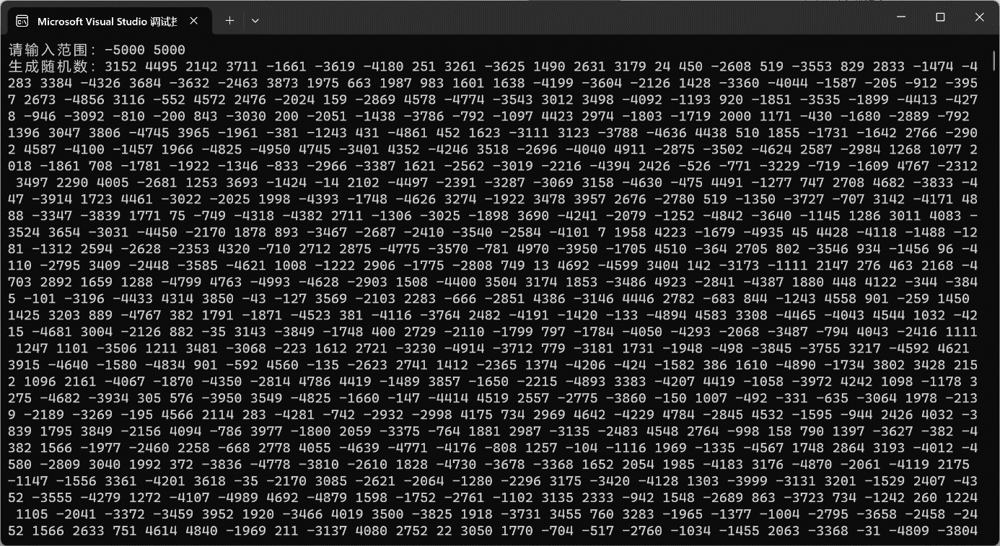 Microsoft Visual Studio 调试控
请输入范围: -5000 5000
生成随机数: 3152 4495 2142 3711 -1661 -3619 -4180 251 3261 -3625 1490 2631 3179 24 450 -2608 519 -3553 829 2833 -1474 -4
283 3384 -4326 3684 -3632 -2463 3873 1975 663 1987 983 1601 1638 -4199 -3604 -2126 1428 -3360 -4044 -1587 -205 -912 -395
7 2673 -4856 3116 -552 4572 2476 -2024 159 -2869 4578 -4774 -3543 3012 3498 -4092 -1193 920 -1851 -3535 -1899 -4413 -427
8 -946 -3092 -810 -200 843 -3030 200 -2051 -1438 -3786 -792 -1097 4423 2974 -1803 -1719 2000 1171 -430 -1680 -2889 -792
1396 3047 3806 -4745 3965 -1961 -381 -1243 431 -4861 452 1623 -3111 3123 -3788 -4636 4438 510 1855 -1731 -1642 2766 -290
2 4587 -4100 -1457 1966 -4825 -4950 4745 -3401 4352 -4246 3518 -2696 -4040 4911 -2875 -3502 -4624 2587 -2984 1268 1077 2
018 -1861 708 -1781 -1922 -1346 -833 -2966 -3387 1621 -2562 -3019 -2216 -4394 2426 -526 -771 -3229 -719 -1609 4767 -2312
3497 2290 4005 -2681 1253 3693 -1424 -14 2102 -4497 -2391 -3287 -3069 3158 -4630 -475 4491 -1277 747 2708 4682 -3833 -4
47 -3914 1723 4461 -3022 -2025 1998 -4393 -1748 -4626 3274 -1922 3478 3957 2676 -2780 519 -1350 -3727 -707 3142 -4171 48
88 -3347 -3839 1771 75 -749 -4318 -4382 2711 -1306 -3025 -1898 3690 -4241 -2079 -1252 -4842 -3640 -1145 1286 3011 4083 -
3524 3654 -3031 -4450 -2170 1878 893 -3467 -2687 -2410 -3540 -2584 -4101 7 1958 4223 -1679 -4935 45 4428 -4118 -1488 -12
81 -1312 2594 -2628 -2353 4320 -710 2712 2875 -4775 -3570 -781 4970 -3950 -1705 4510 -364 2705 802 -3546 934 -1456 96 -4
110 -2795 3409 -2448 -3585 -4621 1008 -1222 2906 -1775 -2808 749 13 4692 -4599 3404 142 -3173 -1111 2147 276 463 2168 -4
703 2892 1659 1288 -4799 4763 -4993 -4628 -2903 1508 -4400 3504 3174 1853 -3486 4923 -2841 -4387 1880 448 4122 -344 -384
5 -101 -3196 -4433 4314 3850 -43 -127 3569 -2103 2283 -666 -2851 4386 -3146 4446 2782 -683 844 -1243 4558 901 -259 1450
1425 3203 889 -4767 382 1791 -1871 -4523 381 -4116 -3764 2482 -4191 -1420 -133 -4894 4583 3308 -4465 -4043 4544 1032 -42
15 -4681 3004 -2126 882 -35 3143 -3849 -1748 400 2729 -2110 -1799 797 -1784 -4050 -4293 -2068 -3487 -794 4043 -2416 1111
1247 1101 -3506 1211 3481 -3068 -223 1612 2721 -3230 -4914 -3712 779 -3181 1731 -1948 -498 -3845 -3755 3217 -4592 4621
3915 -4640 -1580 -4834 901 -592 4560 -135 -2623 2741 1412 -2365 1374 -4206 -424 -1582 386 1610 -4890 -1734 3802 3428 215
2 1096 2161 -4067 -1870 -4350 -2814 4786 4419 -1489 3857 -1650 -2215 -4893 3383 -4207 4419 -1058 -3972 4242 1098 -1178 3
275 -4682 -3934 305 576 -3950 3549 -4825 -1660 -147 -4414 4519 2557 -2775 -3860 -150 1007 -492 -331 -635 -3064 1978 -213
9 -2189 -3269 -195 4566 2114 283 -4281 -742 -2932 -2998 4175 734 2969 4642 -4229 4784 -2845 4532 -1595 -944 2426 4032 -3
839 1795 3849 -2156 4094 -786 3977 -1800 2059 -3375 -764 1881 2987 -3135 -2483 4548 2764 -998 158 790 1397 -3627 -382 -4
382 1566 -1977 -2460 2258 -668 2778 4055 -4639 -4771 -4176 -808 1257 -104 -1116 1969 -1335 -4567 1748 2864 3193 -4012 -4
580 -2809 3040 1992 372 -3836 -4778 -3810 -2610 1828 -4730 -3678 -3368 1652 2054 1985 -4183 3176 -4870 -2061 -4119 2175
-1147 -1556 3361 -4201 3618 -35 -2170 3085 -2621 -2064 -1280 -2296 3175 -3420 -4128 1303 -3999 -3131 3201 -1529 2407 -43
52 -3555 -4279 1272 -4107 -4989 4692 -4879 1598 -1752 -2761 -1102 3135 2333 -942 1548 -2689 863 -3723 734 -1242 260 1224
1105 -2041 -3372 -3459 3952 1920 -3466 4019 3500 -3825 1918 -3731 3455 760 3283 -1965 -1377 -1004 -2795 -3658 -2458 -24
52 1566 2633 751 4614 4840 -1969 211 -3137 4080 2752 22 3050 1770 -704 -517 -2760 -1034 -1455 2063 -3368 -31 -4809 -3804